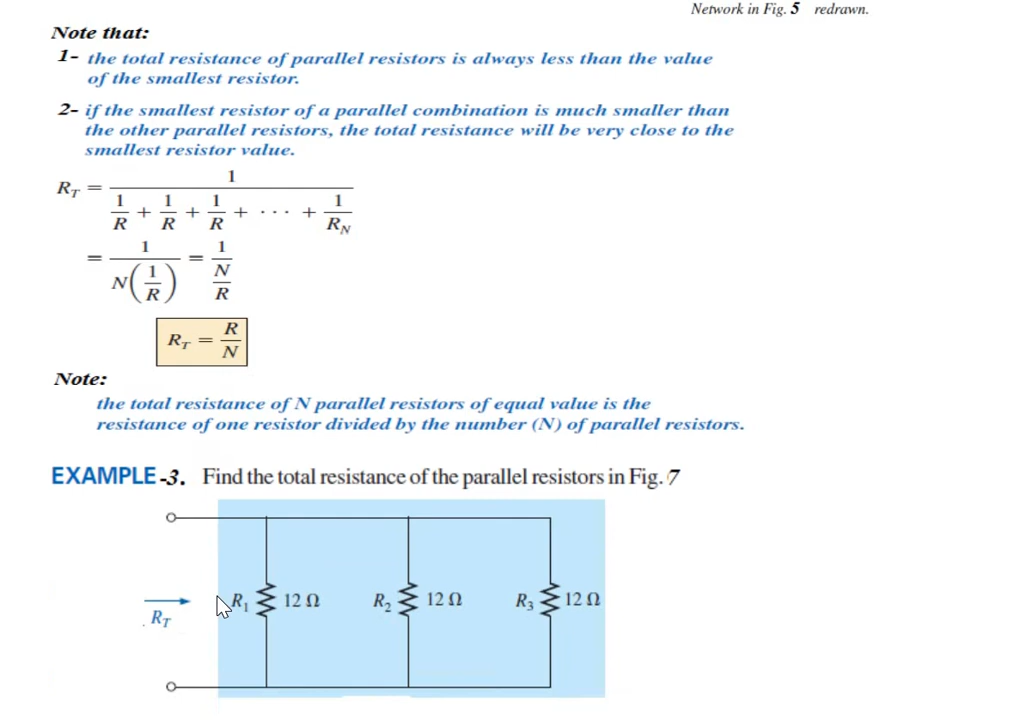 Network in Fig. 5 redrawn.
Note that:
1- the total resistance of parallel resistors is always less than the value
of the smallest resistor.
2- if the smallest resistor of a parallel combination is much smaller than
the other parallel resistors, the total resistance will be very close to the
smallest resistor value.
R_T = 1 / (1/R + 1/R + 1/R + · · · + 1/R_N)
= 1 / (N(1/R)) = 1 / (N/R)
R_T = R/N
Note:
the total resistance of N parallel resistors of equal value is the
resistance of one resistor divided by the number (N) of parallel resistors.
EXAMPLE -3. Find the total resistance of the parallel resistors in Fig. 7
R₁ 12 Ω R₂ 12 Ω R₃ 12 Ω
R_T